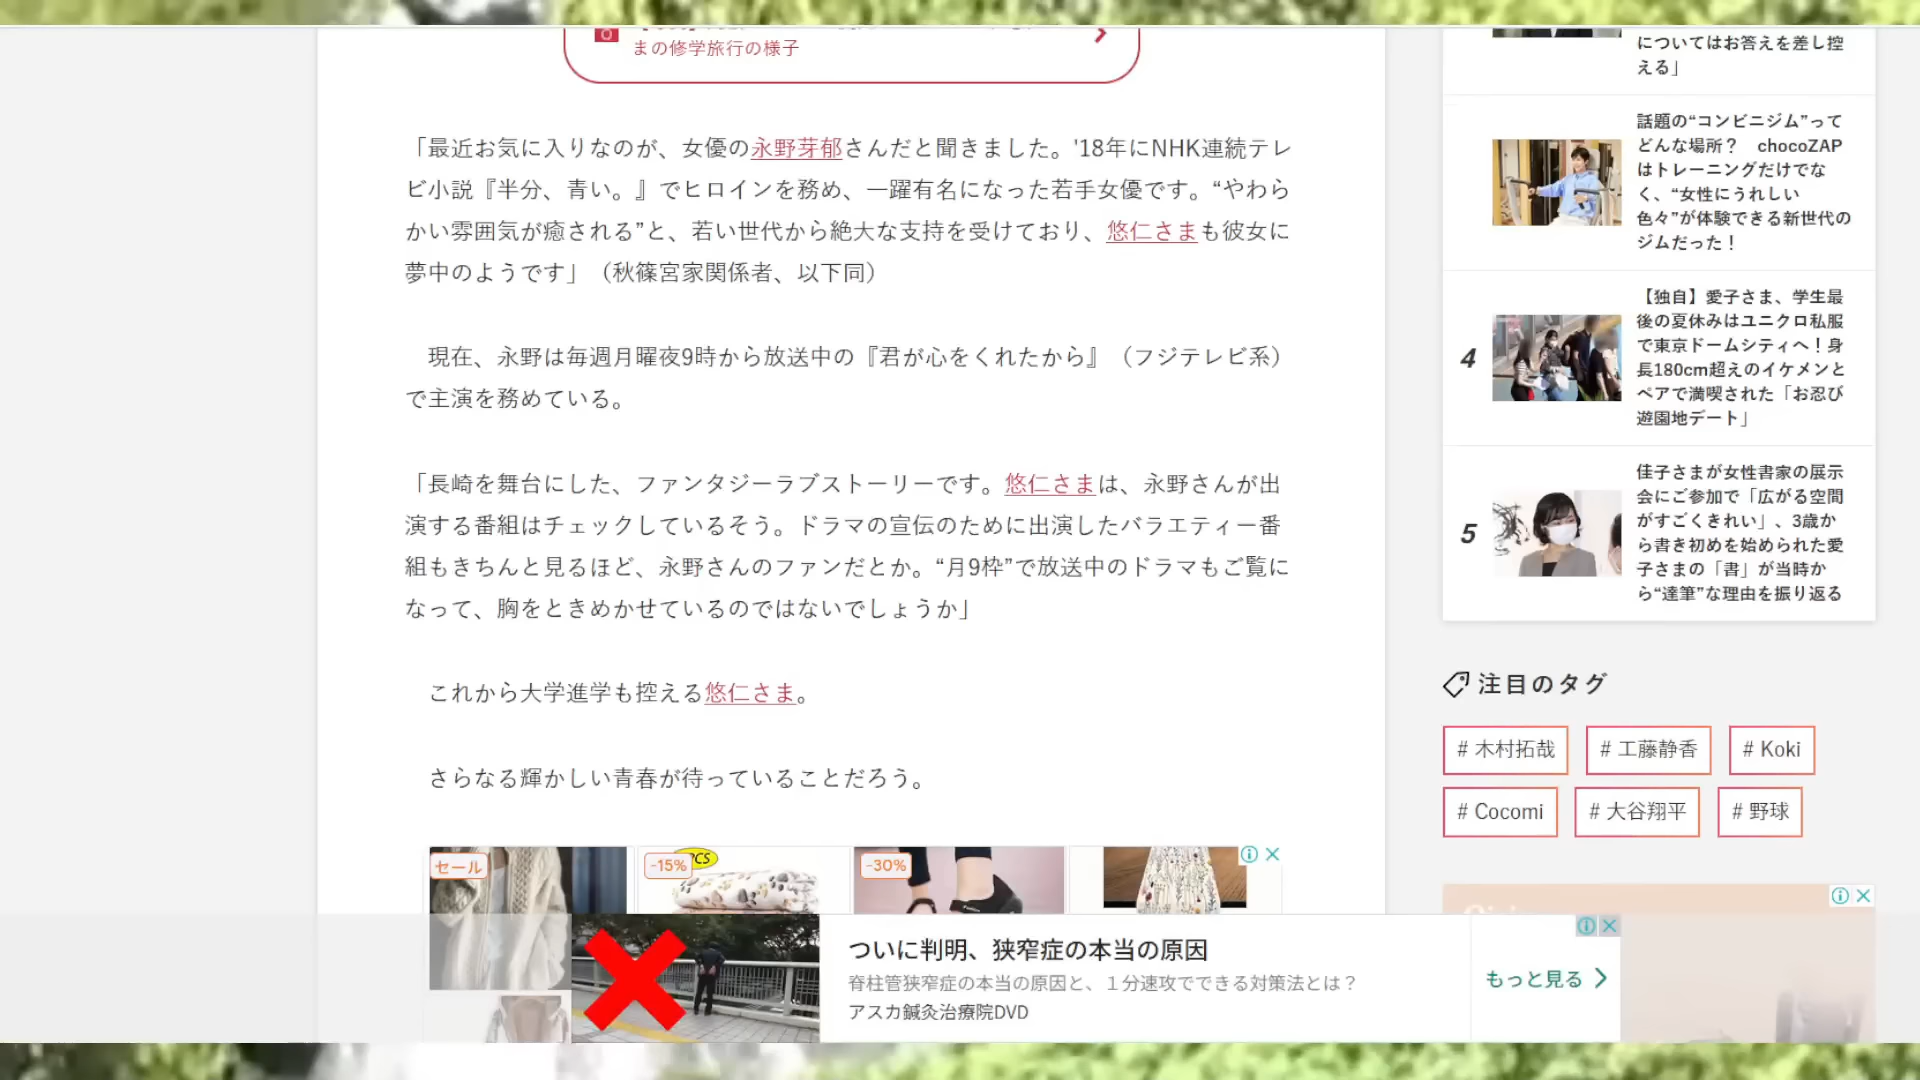 まの修学旅行の様子
「最近お気に入りなのが、女優の永野芽郁さんだと聞きました。'18年にNHK連続テレ
ビ小説『半分、青い。』でヒロインを務め、一躍有名になった若手女優です。“やわら
かい雰囲気が癒される”と、若い世代から絶大な支持を受けており、悠仁さまも彼女に
夢中のようです」（秋篠宮家関係者、以下同）
現在、永野は毎週月曜夜9時から放送中の『君が心をくれたから』（フジテレビ系）
で主演を務めている。
「長崎を舞台にした、ファンタジーラブストーリーです。悠仁さまは、永野さんが出
演する番組はチェックしているそう。ドラマの宣伝のために出演したバラエティー番
組もきちんと見るほど、永野さんのファンだとか。“月9枠”で放送中のドラマもご覧に
なって、胸をときめかせているのではないでしょうか」
これから大学進学も控える悠仁さま。
さらなる輝かしい青春が待っていることだろう。
セール
-15%
PCS
-30%
ついに判明、狭窄症の本当の原因
脊柱管狭窄症の本当の原因と、１分速攻でできる対策法とは？
アスカ鍼灸治療院DVD
もっと見る
についてはお答えを差し控
える」
話題の“コンビニジム”って
どんな場所？　chocoZAP
はトレーニングだけでな
く、“女性にうれしい
色々”が体験できる新世代の
ジムだった！
4
【独自】愛子さま、学生最
後の夏休みはユニクロ私服
で東京ドームシティへ！身
長180cm超えのイケメンと
ペアで満喫された「お忍び
遊園地デート」
5
佳子さまが女性書家の展示
会にご参加で「広がる空間
がすごくきれい」、3歳か
ら書き初めを始められた愛
子さまの「書」が当時か
ら“達筆”な理由を振り返る
注目のタグ
# 木村拓哉
# 工藤静香
# Koki
# Cocomi
# 大谷翔平
# 野球